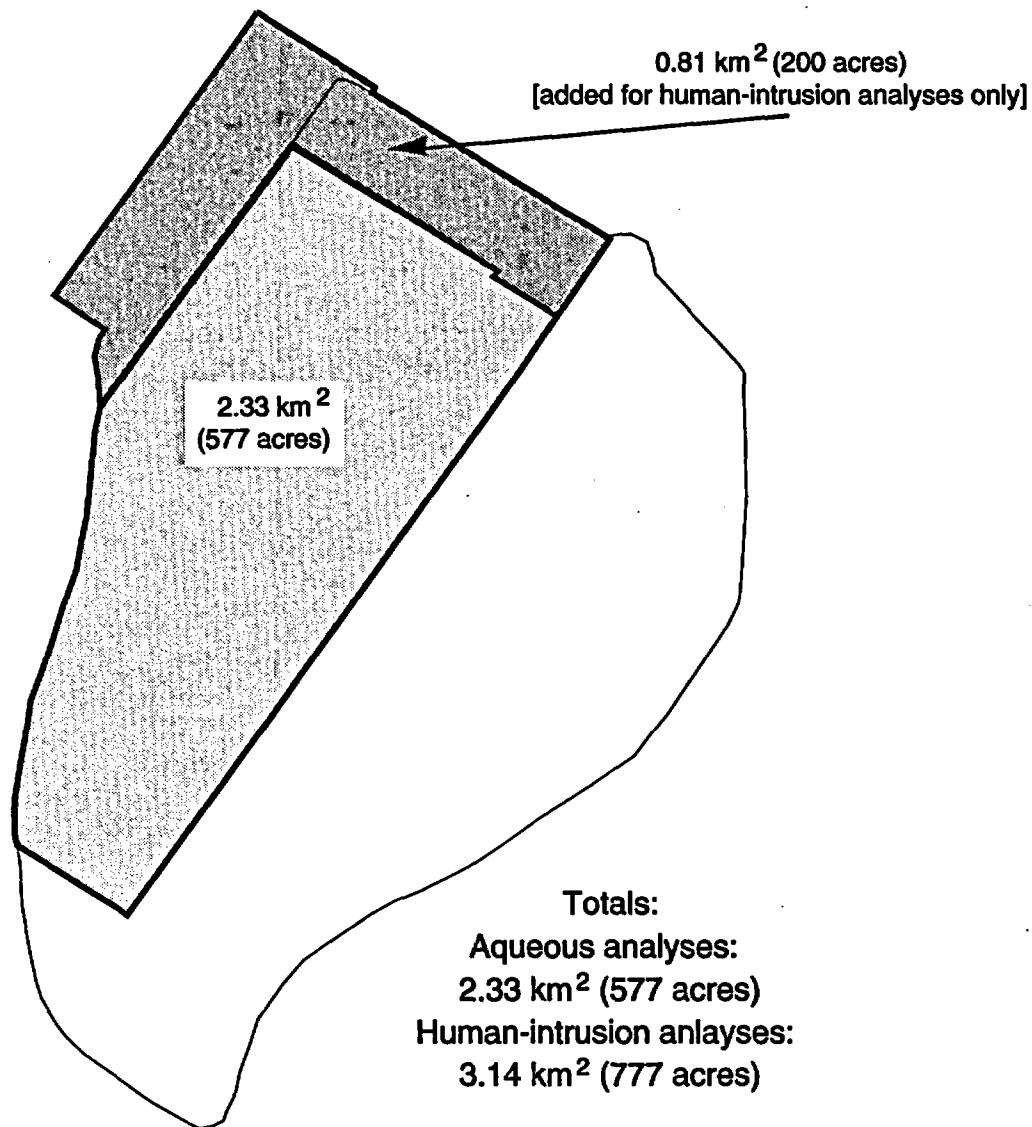 0.81 km² (200 acres)
[added for human-intrusion analyses only]
2.33 km²
(577 acres)
Totals:
Aqueous analyses:
2.33 km² (577 acres)
Human-intrusion anlayses:
3.14 km² (777 acres)